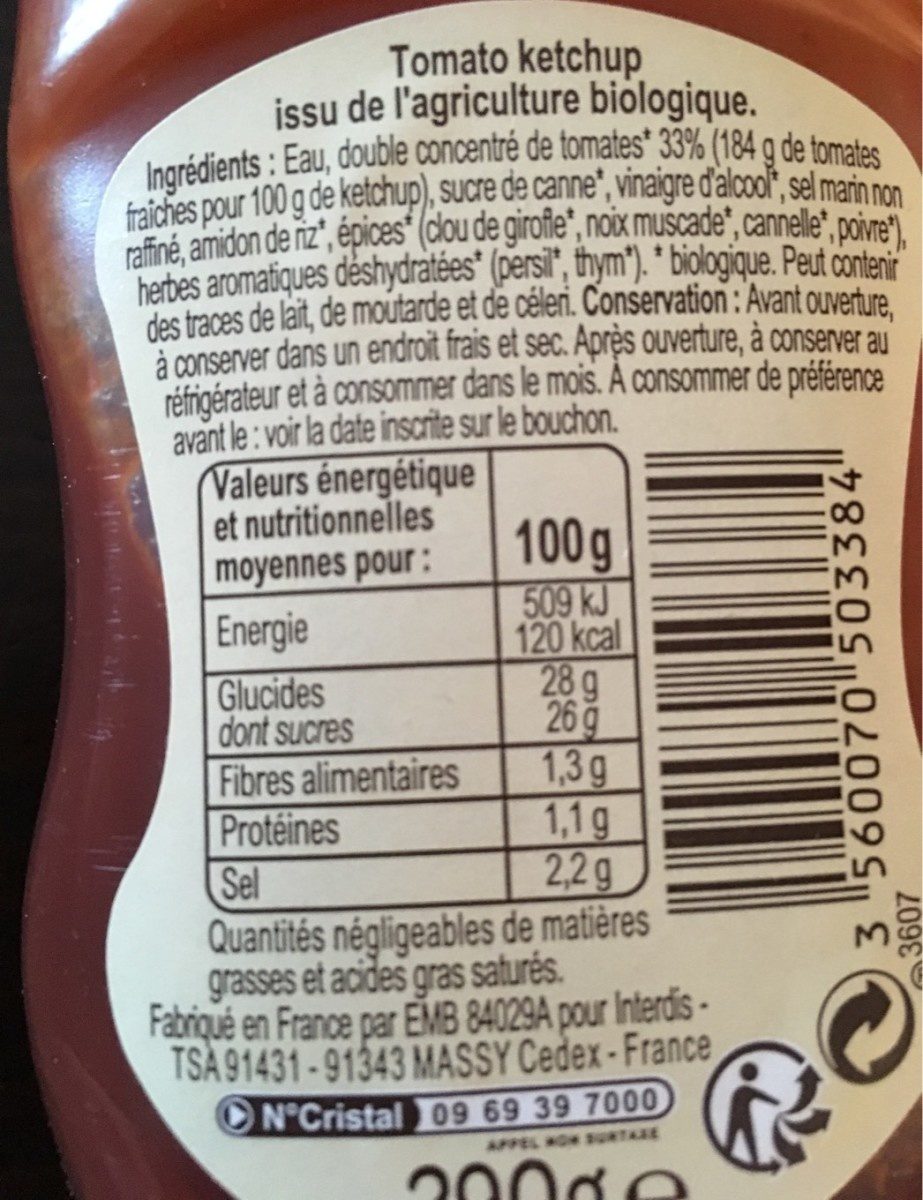 Tomato ketchup
issu de l'agriculture biologique.
Ingrédients : Eau, double concentré de tomates* 33% (184 g de tomates
fraîches pour 100 g de ketchup), sucre de canne*, vinaigre d'alcool*, sel marin non
raffiné, amidon de riz*, épices* (clou de girofle*, noix muscade*, cannelle*, poivre*),
herbes aromatiques déshydratées* (persil*, thym*). * biologique. Peut contenir
des traces de lait, de moutarde et de céleri. Conservation : Avant ouverture,
à conserver dans un endroit frais et sec. Après ouverture, à conserver au
réfrigérateur et à consommer dans le mois. À consommer de préférence
avant le : voir la date inscrite sur le bouchon.
Valeurs énergétique
et nutritionnelles
moyennes pour : 100 g
Energie 509 kJ
120 kcal
Glucides 28 g
dont sucres 26 g
Fibres alimentaires 1,3 g
Protéines 1,1 g
Sel 2,2 g
Quantités négligeables de matières
grasses et acides gras saturés.
Fabriqué en France par EMB 84029A pour Interdis -
TSA 91431 - 91343 MASSY Cedex - France
N°Cristal 09 69 39 7000
APPEL NON SURTAXE
3 560070 503384
3607